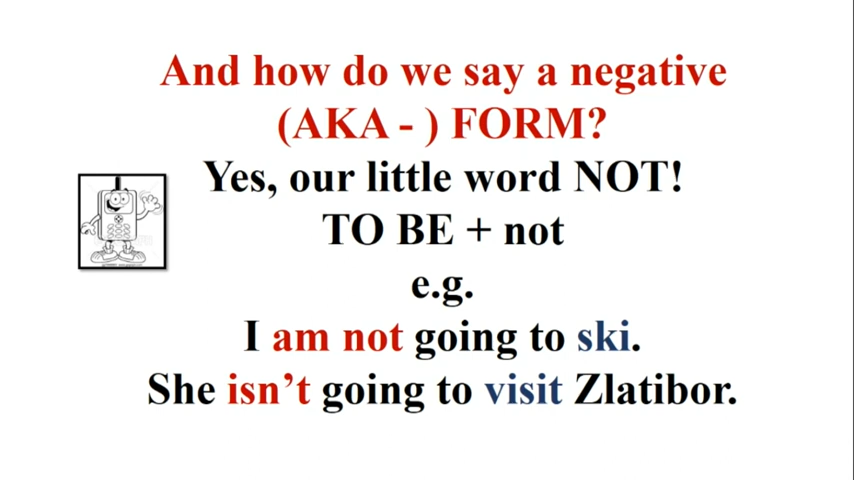 And how do we say a negative
(AKA - ) FORM?
Yes, our little word NOT!
TO BE + not
e.g.
I am not going to ski.
She isn’t going to visit Zlatibor.